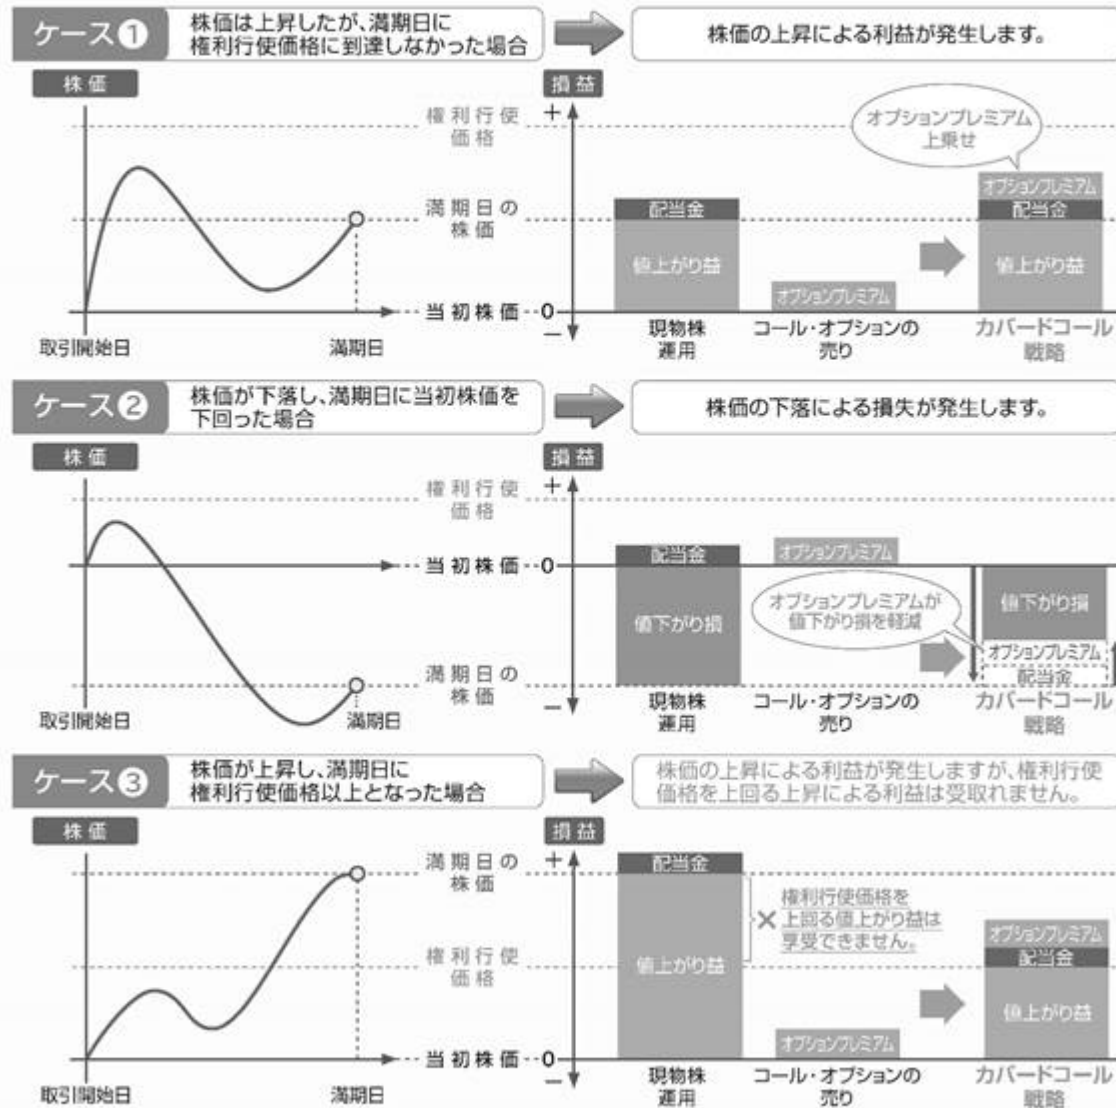 ケース❶
株価は上昇したが、満期日に
権利行使価格に到達しなかった場合
株価の上昇による利益が発生します。
株価
権利行使
価格
満期日の
株価
当初株価
取引開始日
満期日
損益
+
0
−
オプションプレミアム
上乗せ
配当金
値上がり益
オプションプレミアム
オプションプレミアム
配当金
値上がり益
現物株
運用
コール・オプションの
売り
カバードコール
戦略
ケース❷
株価が下落し、満期日に当初株価を
下回った場合
株価の下落による損失が発生します。
株価
権利行使
価格
当初株価
満期日の
株価
取引開始日
満期日
損益
+
0
−
配当金
値下がり損
オプションプレミアム
オプションプレミアムが
値下がり損を軽減
値下がり損
オプションプレミアム
配当金
現物株
運用
コール・オプションの
売り
カバードコール
戦略
ケース❸
株価が上昇し、満期日に
権利行使価格以上となった場合
株価の上昇による利益が発生しますが、権利行使
価格を上回る上昇による利益は受取れません。
株価
満期日の
株価
権利行使
価格
当初株価
取引開始日
満期日
損益
+
0
−
配当金
値上がり益
×
権利行使価格を
上回る値上がり益は
享受できません。
オプションプレミアム
オプションプレミアム
配当金
値上がり益
現物株
運用
コール・オプションの
売り
カバードコール
戦略